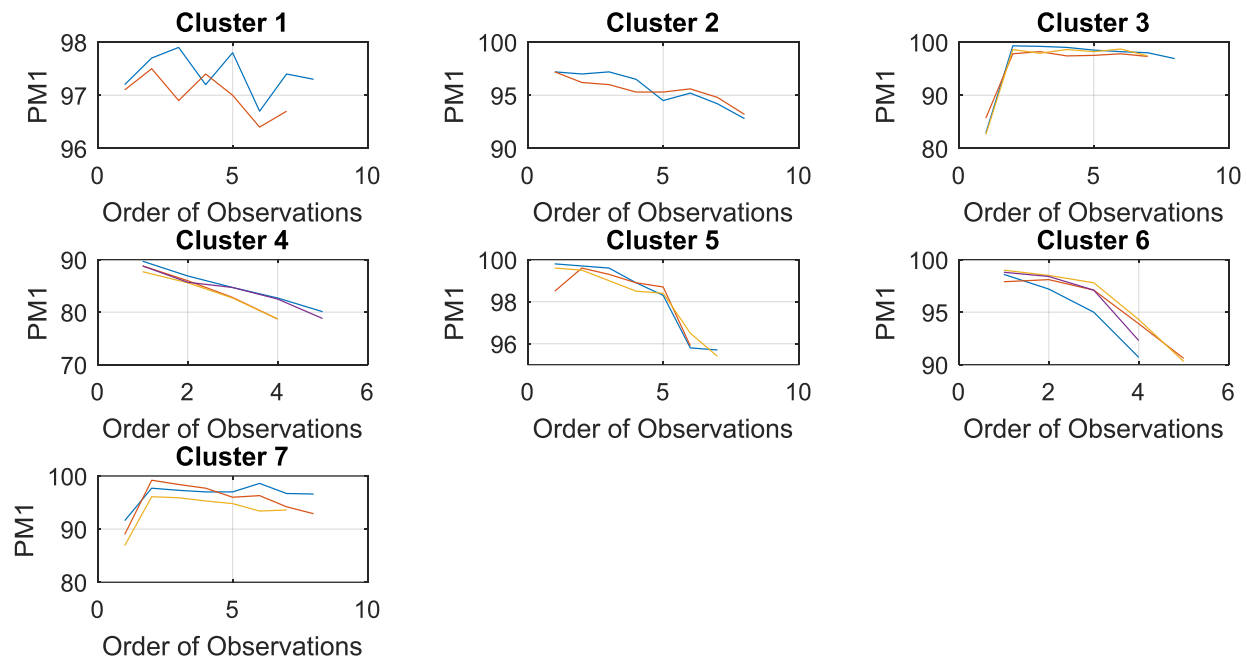 Cluster 1
98
97
96
PM1
0
5
10
Order of Observations
Cluster 2
100
95
90
PM1
0
5
10
Order of Observations
Cluster 3
100
90
80
PM1
0
5
10
Order of Observations
Cluster 4
90
80
70
PM1
0
2
4
6
Order of Observations
Cluster 5
100
98
96
PM1
0
5
10
Order of Observations
Cluster 6
100
95
90
PM1
0
2
4
6
Order of Observations
Cluster 7
100
90
80
PM1
0
5
10
Order of Observations